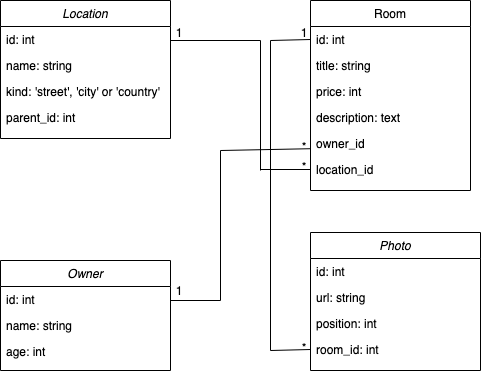 Location
id: int
name: string
kind: 'street', 'city' or 'country'
parent_id: int
1
1
Room
id: int
title: string
price: int
description: text
owner_id
location_id
*
*
Owner
id: int
name: string
age: int
1
Photo
id: int
url: string
position: int
room_id: int
*